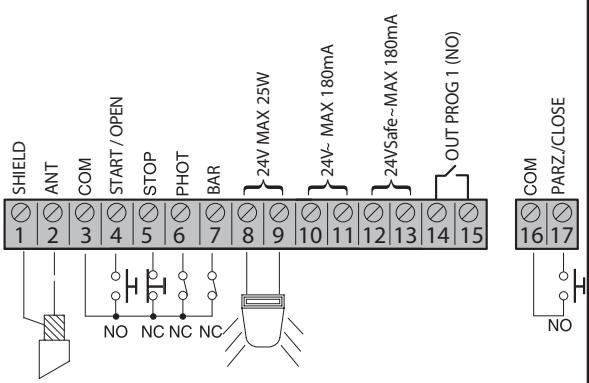 SHIELD
ANT
COM
START / OPEN
STOP
PHOT
BAR
24V MAX 25W
24V~ MAX 180mA
24VSafe~MAX 180mA
OUT PROG 1 (NO)
COM
PARZ./CLOSE
1 2 3 4 5 6 7 8 9 10 11 12 13 14 15 16 17
NO NC NC NC
NO